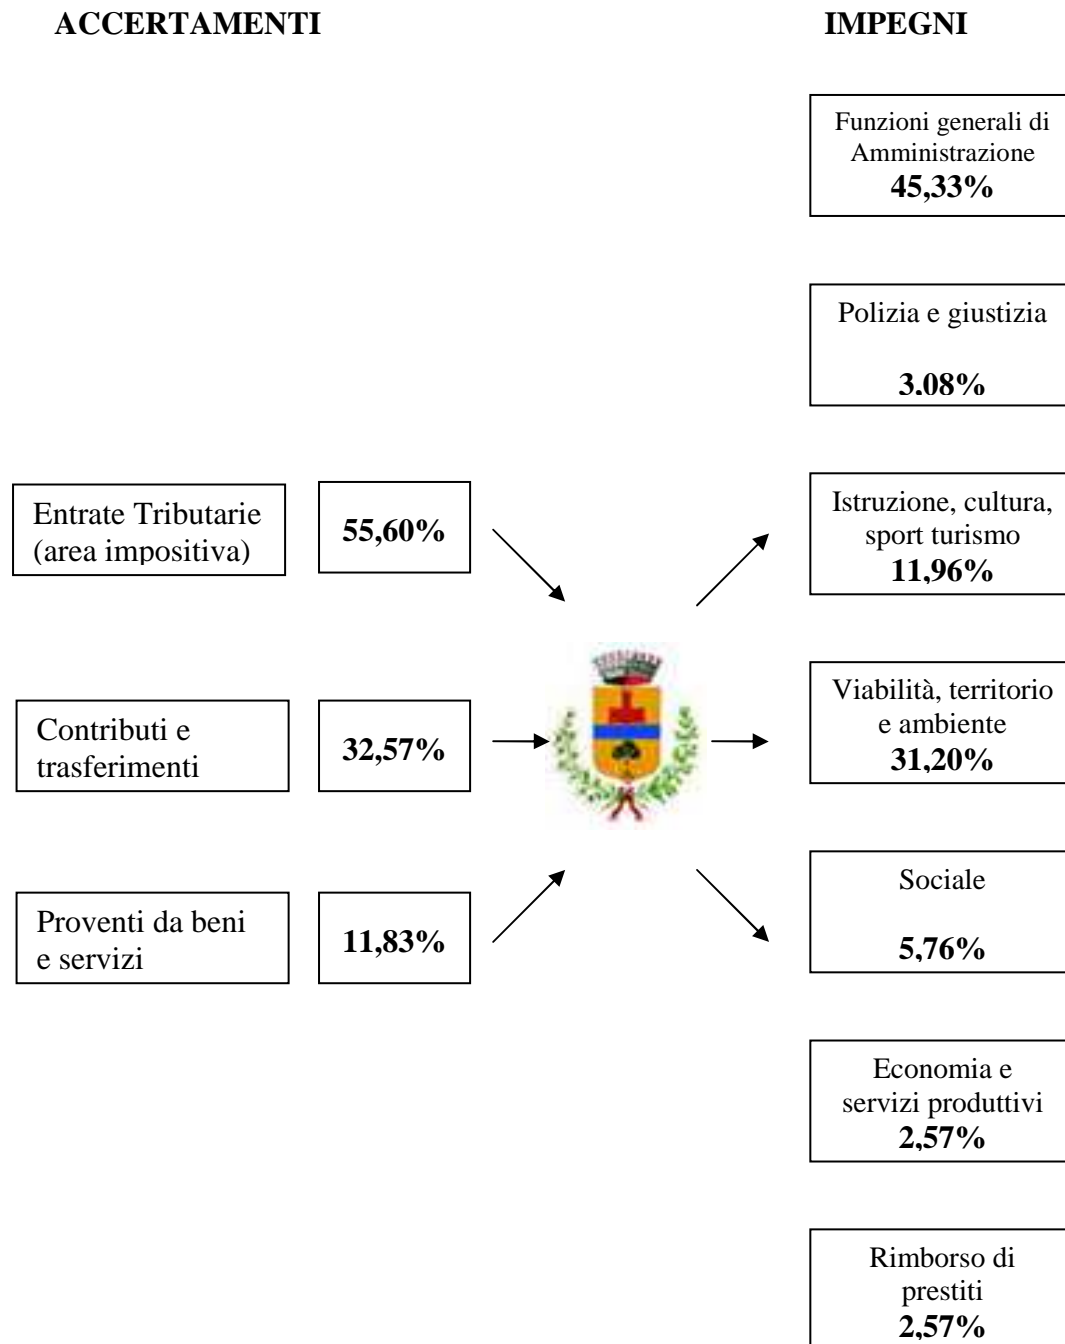 ACCERTAMENTI
IMPEGNI
Funzioni generali di
Amministrazione
45,33%
Polizia e giustizia
3,08%
Entrate Tributarie
(area impositiva)
55,60%
Istruzione, cultura,
sport turismo
11,96%
Contributi e
trasferimenti
32,57%
Viabilità, territorio
e ambiente
31,20%
Proventi da beni
e servizi
11,83%
Sociale
5,76%
Economia e
servizi produttivi
2,57%
Rimborso di
prestiti
2,57%